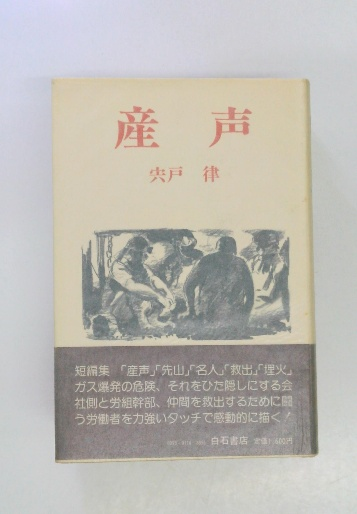 産声
宍戸 律
短編集 「産声」「先山」「名人」「救出」「埋火」
ガス爆発の危険、それをひた隠しにする会
社側と労組幹部、仲間を救出するために闘
う労働者を力強いタッチで感動的に描く！
白石書店